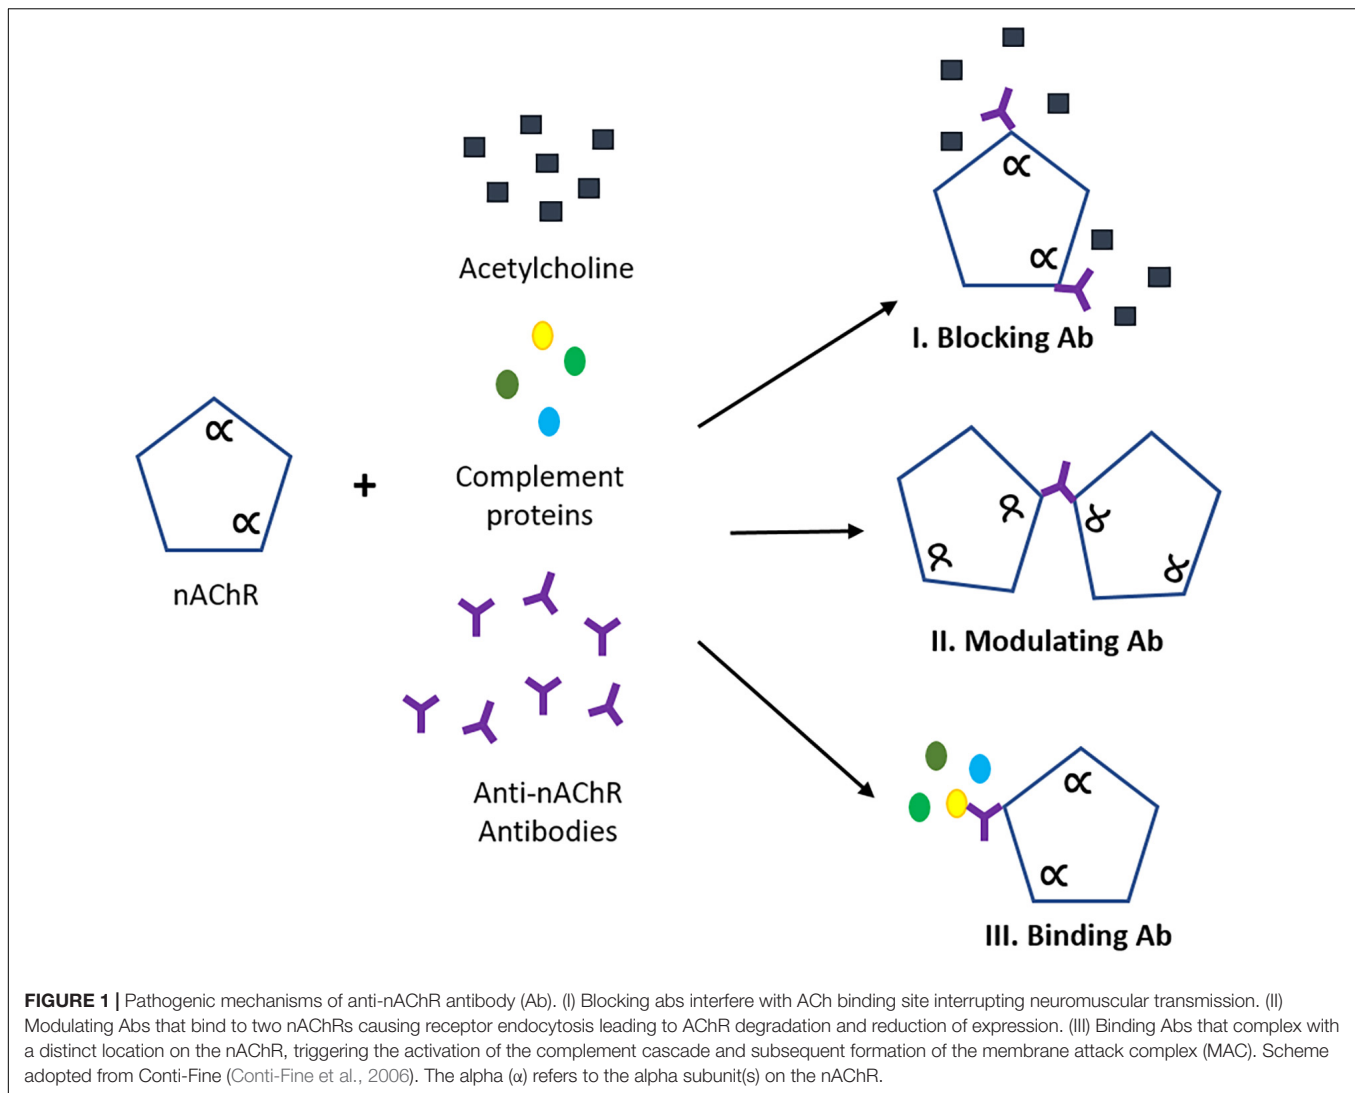 Acetylcholine
Complement
proteins
Anti-nAChR
Antibodies
∝
∝
nAChR
+
∝
∝
I. Blocking Ab
∝
∝
∝
∝
II. Modulating Ab
∝
∝
III. Binding Ab
FIGURE 1 | Pathogenic mechanisms of anti-nAChR antibody (Ab). (I) Blocking abs interfere with ACh binding site interrupting neuromuscular transmission. (II)
Modulating Abs that bind to two nAChRs causing receptor endocytosis leading to AChR degradation and reduction of expression. (III) Binding Abs that complex with
a distinct location on the nAChR, triggering the activation of the complement cascade and subsequent formation of the membrane attack complex (MAC). Scheme
adopted from Conti-Fine (Conti-Fine et al., 2006). The alpha (α) refers to the alpha subunit(s) on the nAChR.